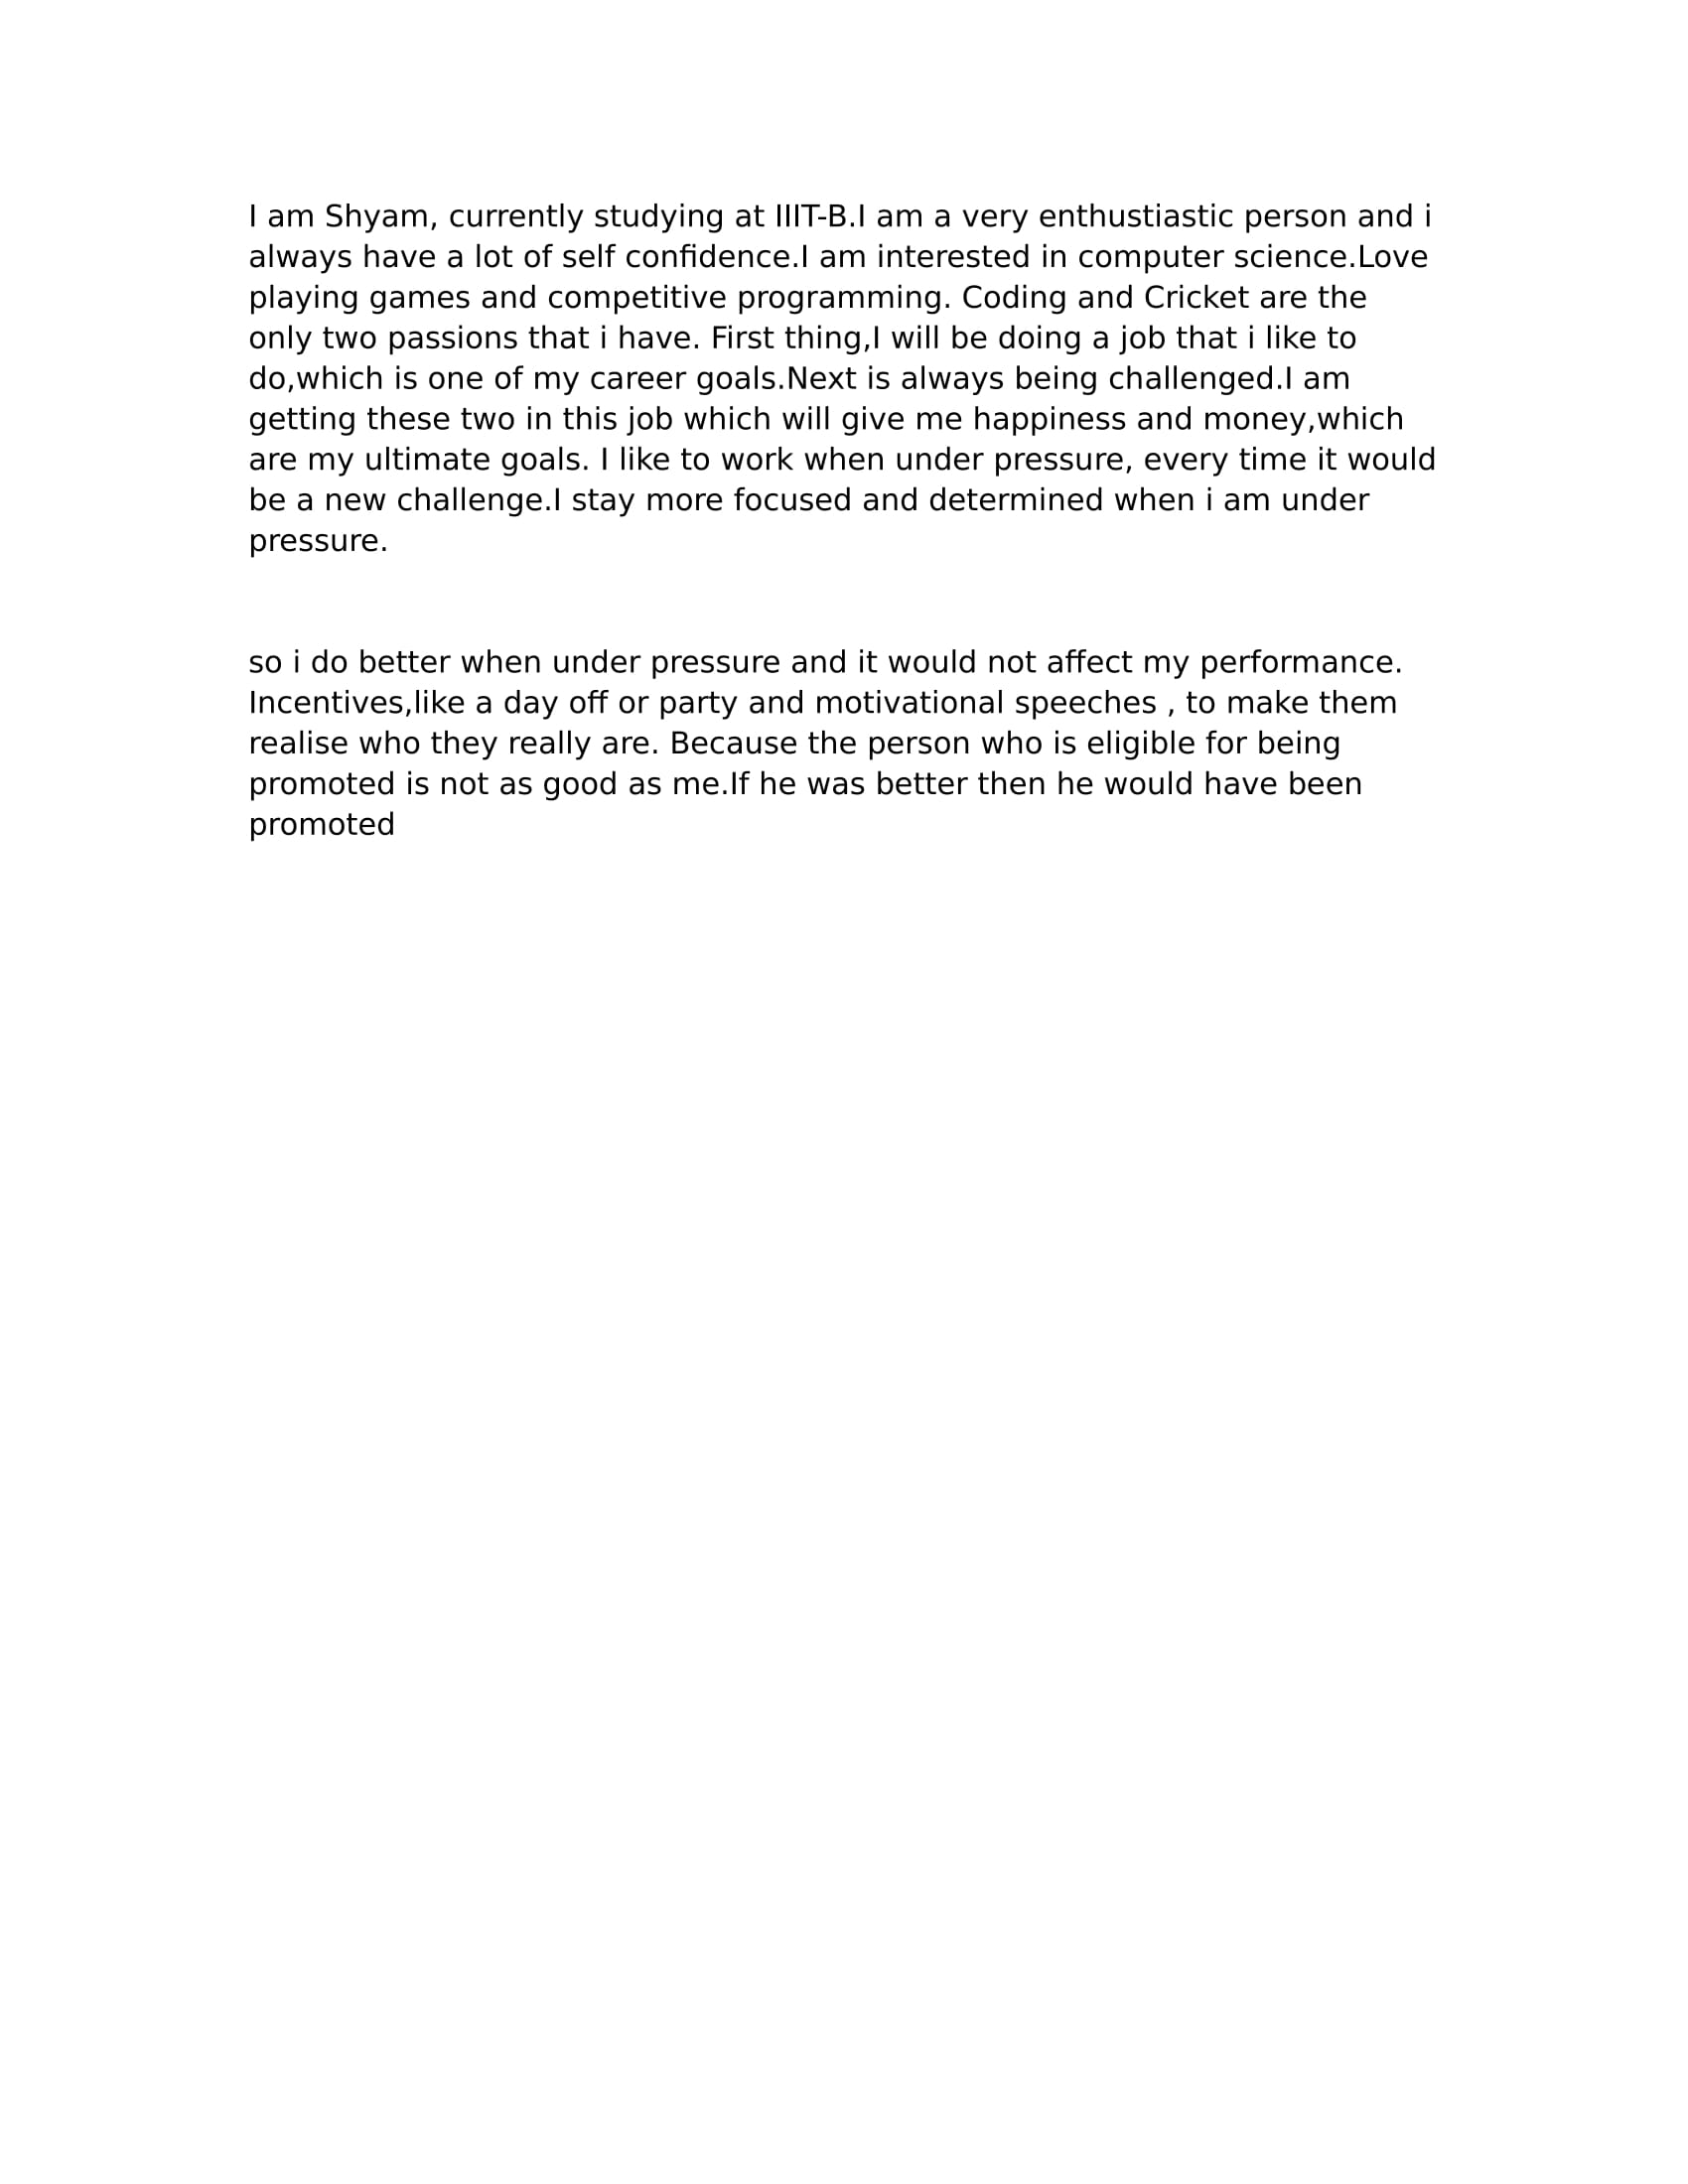 I am Shyam, currently studying at IIIT-B.I am a very enthustiastic person and i
always have a lot of self confidence.I am interested in computer science.Love
playing games and competitive programming. Coding and Cricket are the
only two passions that i have. First thing,I will be doing a job that i like to
do,which is one of my career goals.Next is always being challenged.I am
getting these two in this job which will give me happiness and money,which
are my ultimate goals. I like to work when under pressure, every time it would
be a new challenge.I stay more focused and determined when i am under
pressure.
so i do better when under pressure and it would not affect my performance.
Incentives,like a day off or party and motivational speeches , to make them
realise who they really are. Because the person who is eligible for being
promoted is not as good as me.If he was better then he would have been
promoted